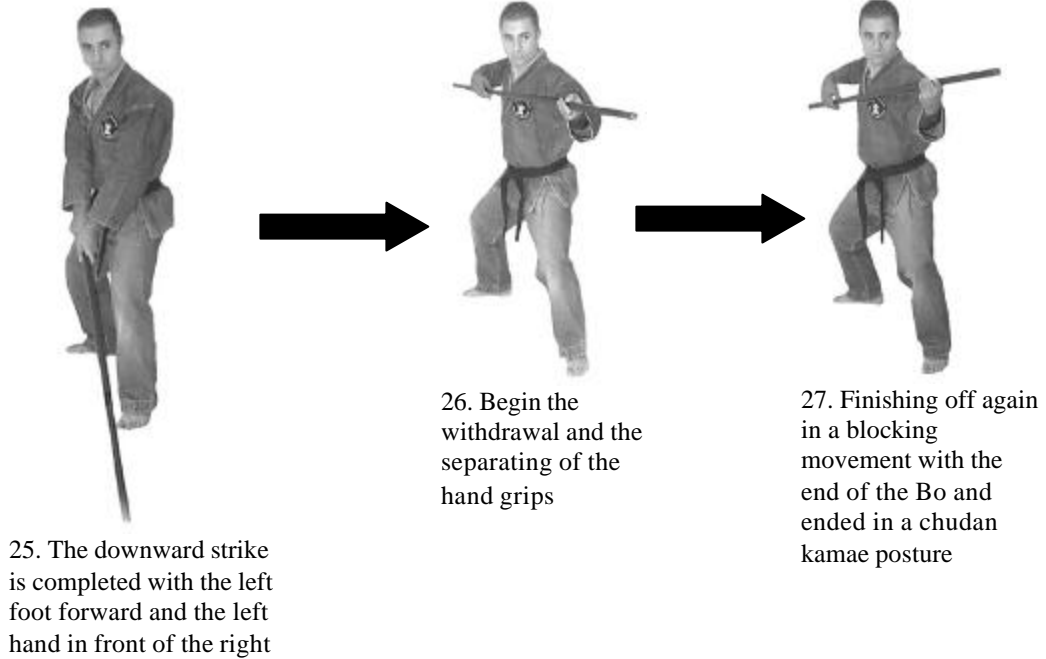 25. The downward strike
is completed with the left
foot forward and the left
hand in front of the right
26. Begin the
withdrawal and the
separating of the
hand grips
27. Finishing off again
in a blocking
movement with the
end of the Bo and
ended in a chudan
kamae posture